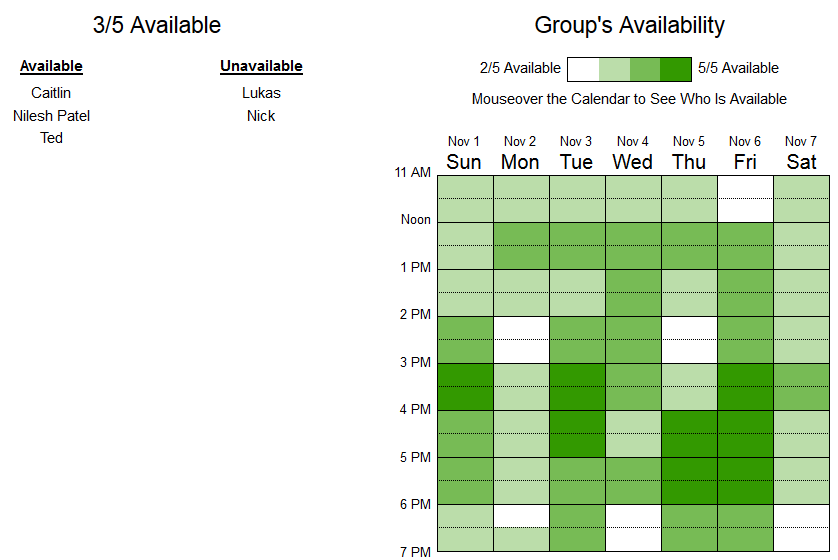 3/5 Available
Available
Unavailable
Caitlin
Lukas
Nilesh Patel
Nick
Ted
Group's Availability
2/5 Available
5/5 Available
Mouseover the Calendar to See Who Is Available
Nov 1 Nov 2 Nov 3 Nov 4 Nov 5 Nov 6 Nov 7
Sun Mon Tue Wed Thu Fri Sat
11 AM
Noon
1 PM
2 PM
3 PM
4 PM
5 PM
6 PM
7 PM